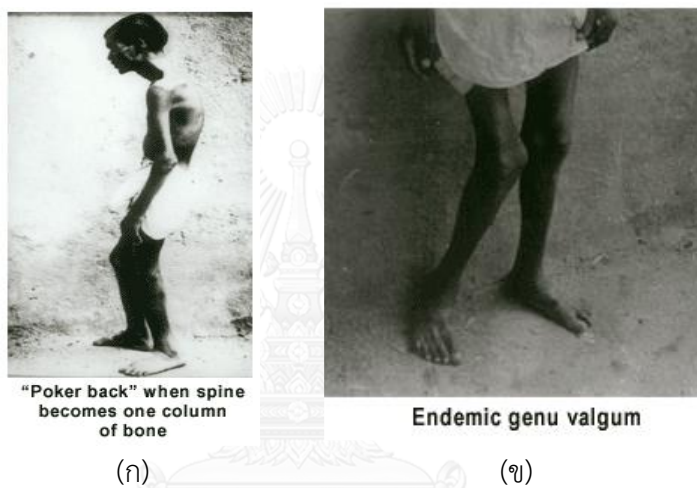 "Poker back" when spine
becomes one column
of bone
Endemic genu valgum
(ก)
(ข)